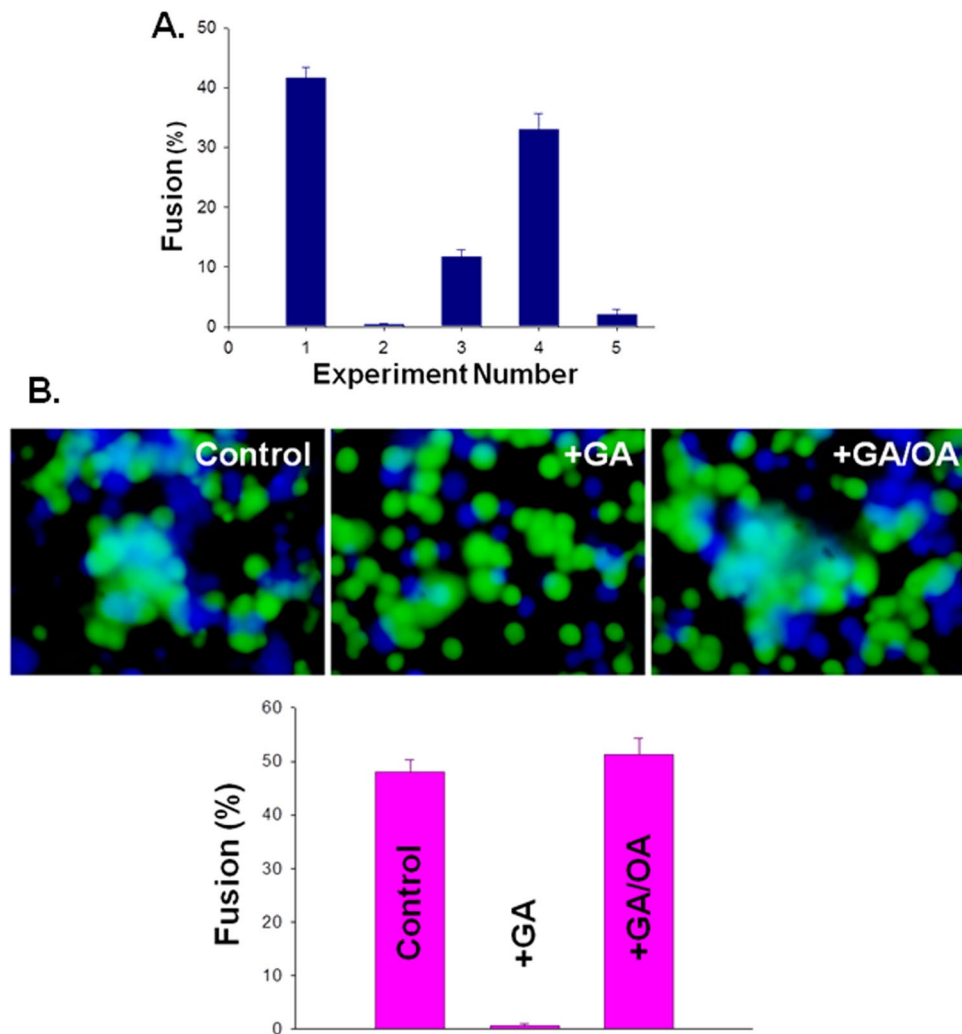 A.
50
40
30
20
10
0
Fusion (%)
0 1 2 3 4 5
Experiment Number
B.
Control +GA +GA/OA
60
50
40
30
20
10
0
Fusion (%)
Control
+GA
+GA/OA